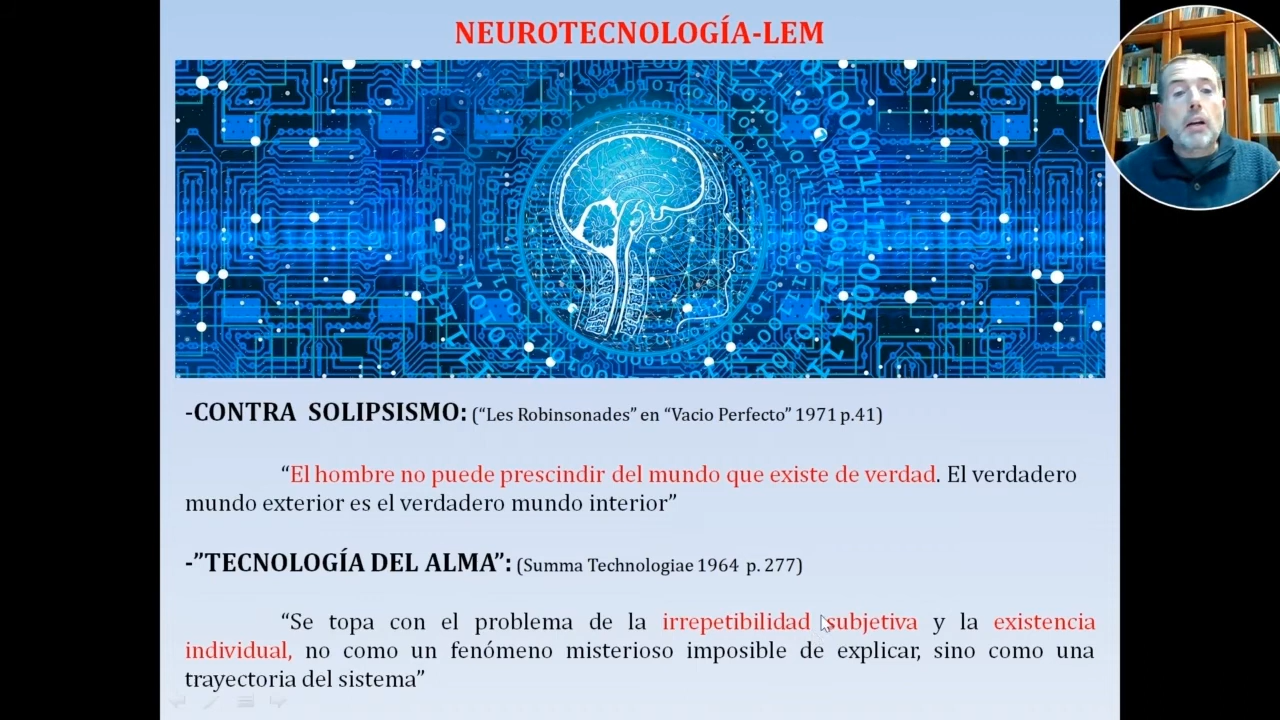 NEUROTECNOLOGÍA-LEM
-CONTRA SOLIPSISMO: (“Les Robinsonades” en “Vacio Perfecto” 1971 p.41)
“El hombre no puede prescindir del mundo que existe de verdad. El verdadero
mundo exterior es el verdadero mundo interior”
-”TECNOLOGÍA DEL ALMA”: (Summa Technologiae 1964 p. 277)
“Se topa con el problema de la irrepetibilidad subjetiva y la existencia
individual, no como un fenómeno misterioso imposible de explicar, sino como una
trayectoria del sistema”